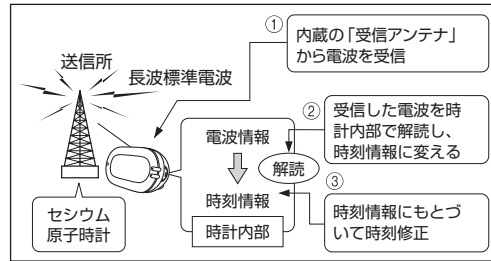 ①
内蔵の「受信アンテナ」
から電波を受信
送信所
長波標準電波
②
受信した電波を時
計内部で解読し、
時刻情報に変える
電波情報
解読
時刻情報
時計内部
③
時刻情報にもとづ
いて時刻修正
セシウム
原子時計